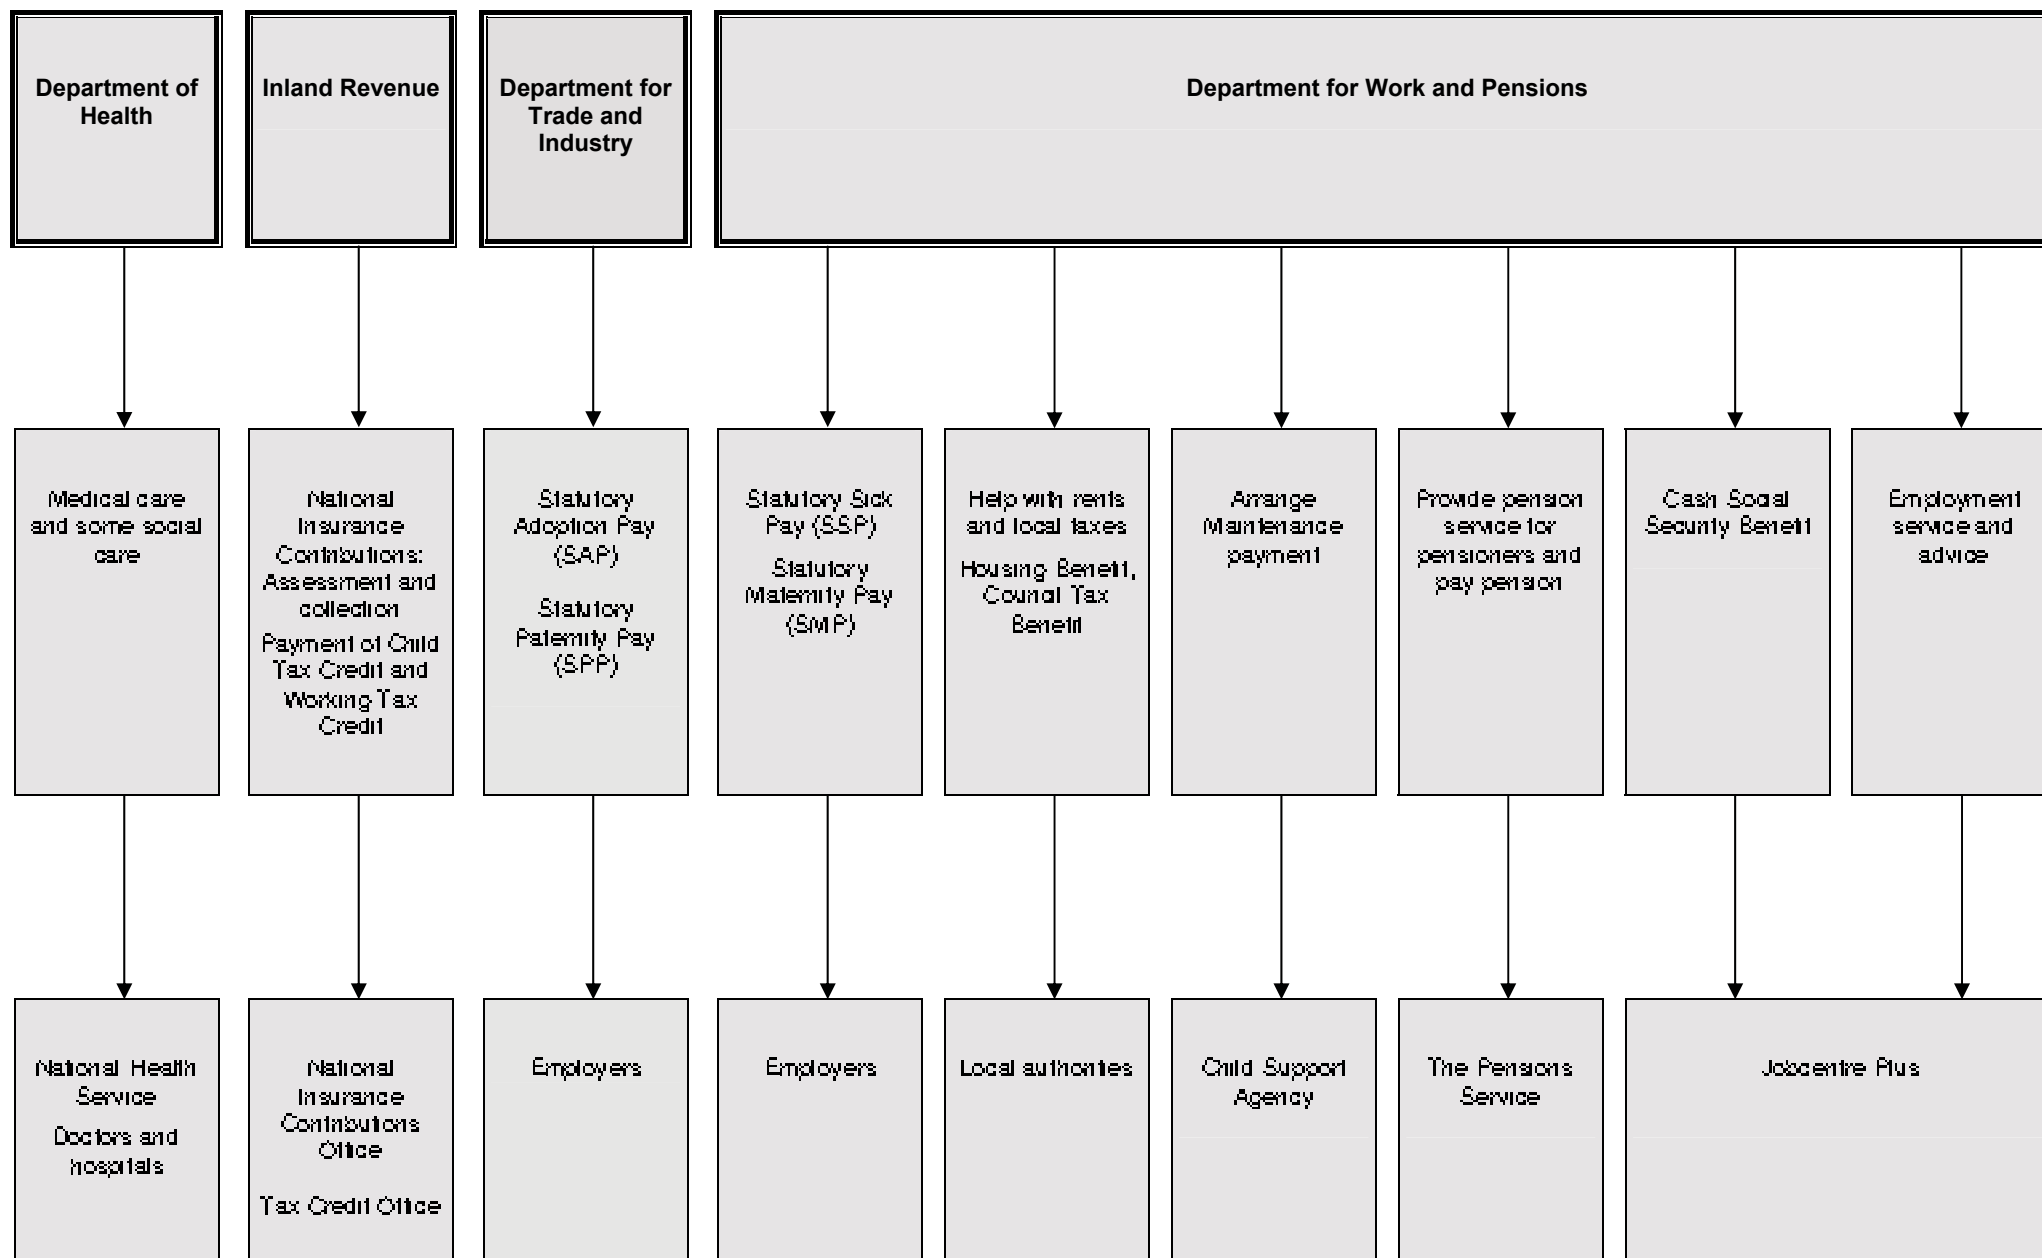 Department of
Health
Inland Revenue
Department for
Trade and
Industry
Department for Work and Pensions
Medical care
and some social
care
National
Insurance
Contributions:
Assessment and
collection
Payment of Child
Tax Credit and
Working Tax
Credit
Statutory
Adoption Pay
(SAP)
Statutory
Paternity Pay
(SPP)
Statutory Sick
Pay (SSP)
Statutory
Maternity Pay
(SMP)
Help with rents
and local taxes
Housing Benefit,
Council Tax
Benefit
Arrange
Maintenance
payment
Provide pension
service for
pensioners and
pay pension
Cash Social
Security Benefit
Employment
service and
advice
National Health
Service
Doctors and
hospitals
National
Insurance
Contributions
Office
Tax Credit Office
Employers
Employers
Local authorities
Child Support
Agency
The Pensions
Service
Jobcentre Plus